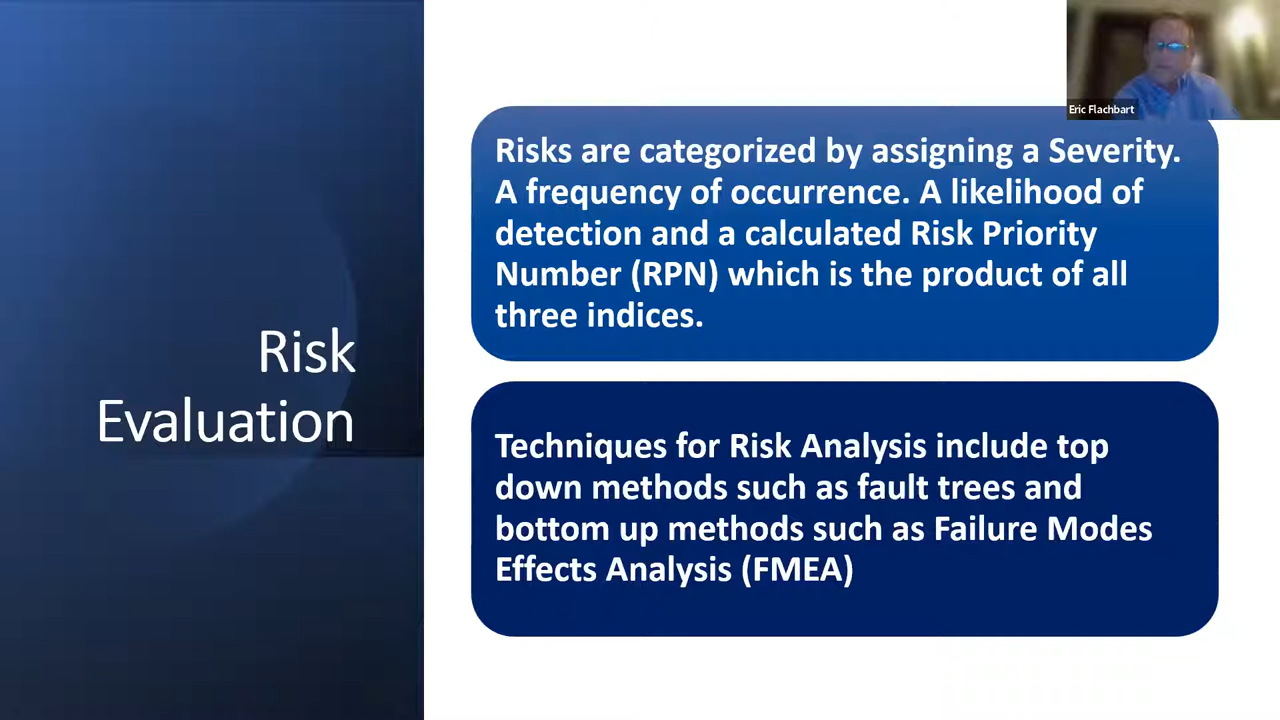 Eric Flachbart
Risk
Evaluation
Risks are categorized by assigning a Severity.
A frequency of occurrence. A likelihood of
detection and a calculated Risk Priority
Number (RPN) which is the product of all
three indices.
Techniques for Risk Analysis include top
down methods such as fault trees and
bottom up methods such as Failure Modes
Effects Analysis (FMEA)